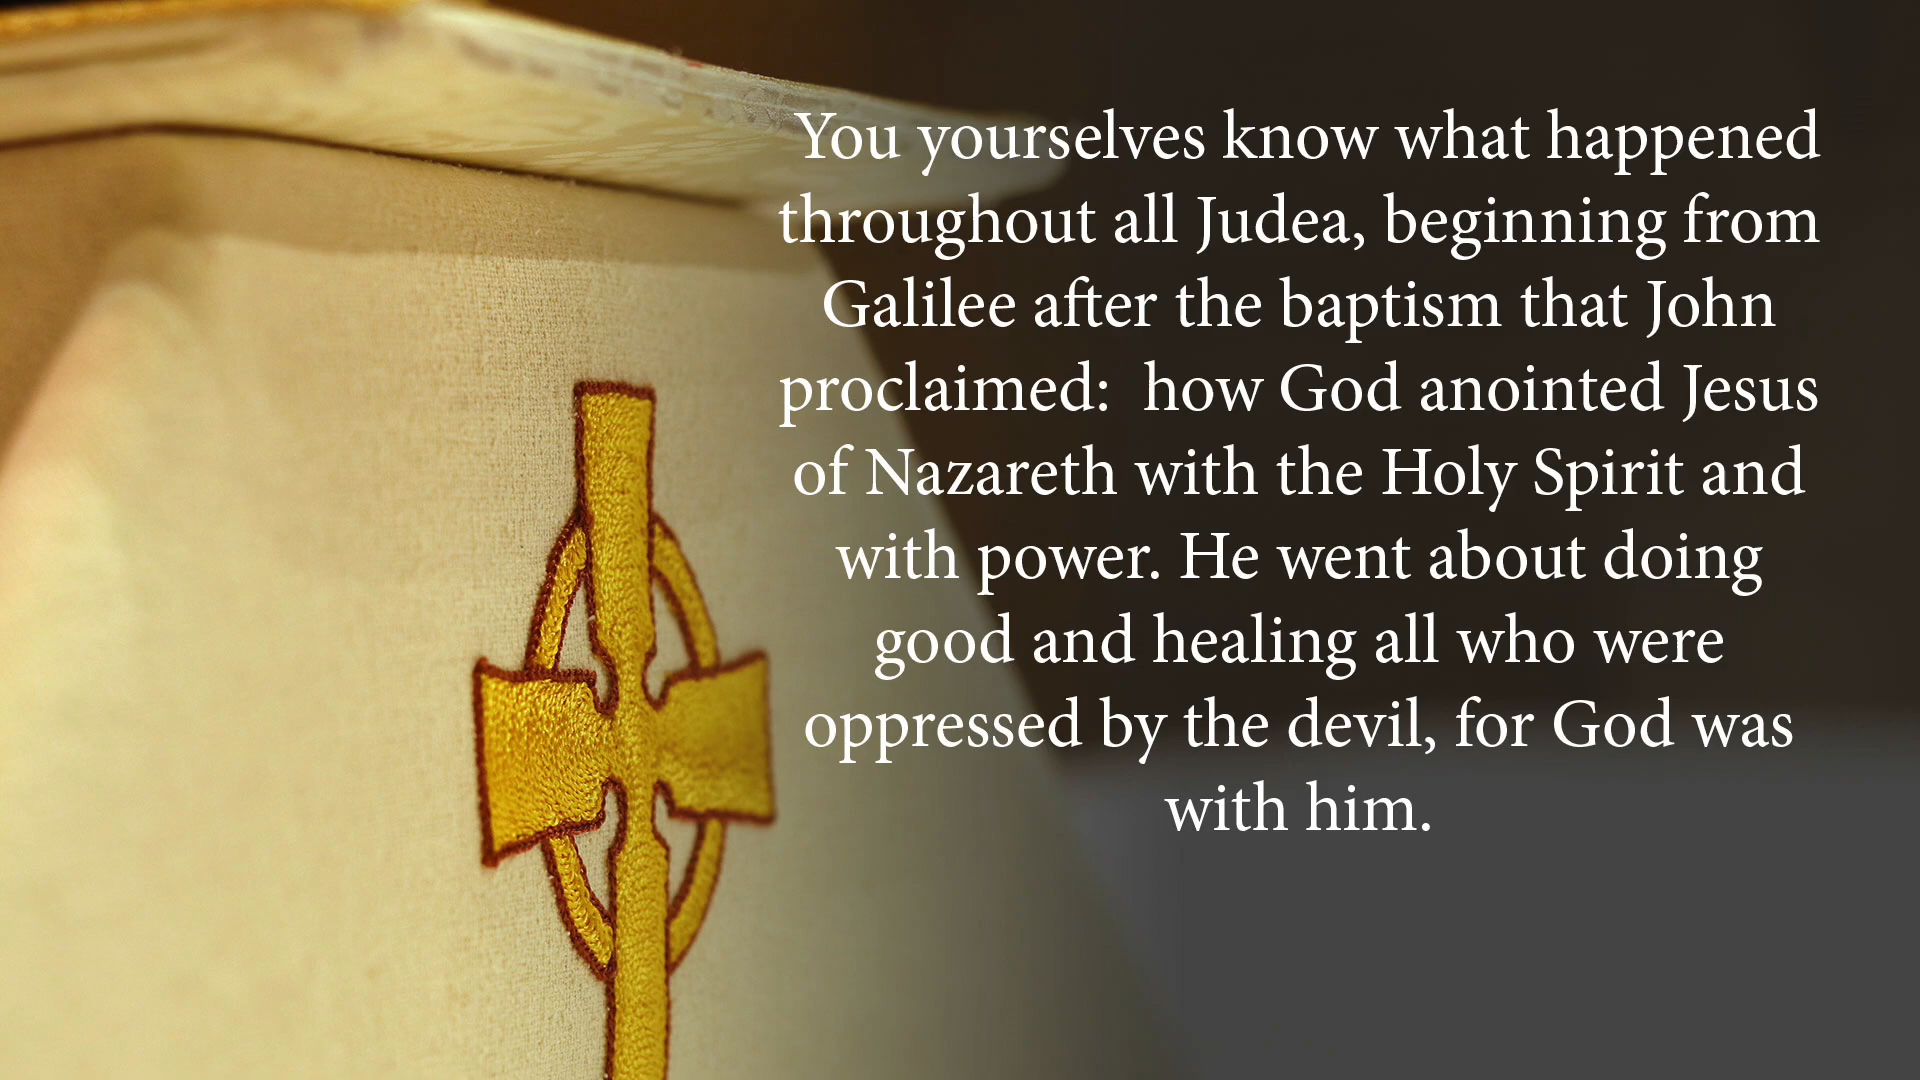 You yourselves know what happened
throughout all Judea, beginning from
Galilee after the baptism that John
proclaimed:  how God anointed Jesus
of Nazareth with the Holy Spirit and
with power. He went about doing
good and healing all who were
oppressed by the devil, for God was
with him.